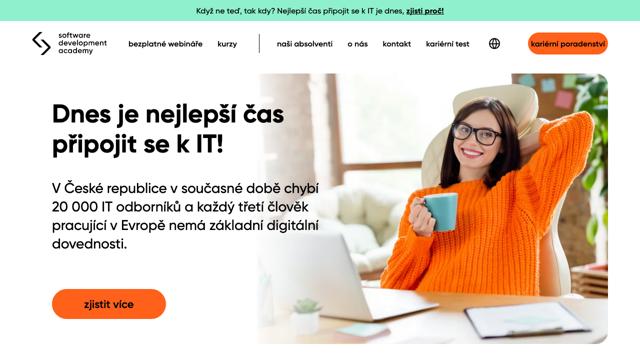 Když ne teď, tak kdy? Nejlepší čas připojit se k IT je dnes, zjisti proč!
software
development
academy
bezplatné webináře kurzy naši absolventi o nás kontakt kariérní test kariérní poradenství
Dnes je nejlepší čas
připojit se k IT!
V České republice v současné době chybí
20 000 IT odborníků a každý třetí člověk
pracující v Evropě nemá základní digitální
dovednosti.
zjistit více